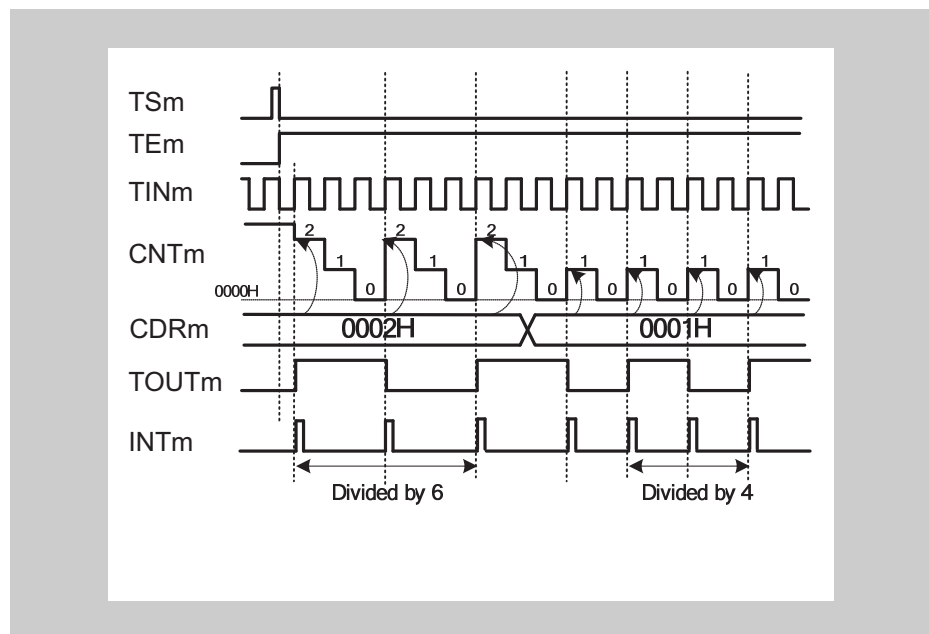 TSm
TEm
TINm
CNTm
2
1
0
2
1
0
2
1
0
1
0
1
0
1
0
1
0
0000H
CDRm
0002H
0001H
TOUTm
INTm
Divided by 6
Divided by 4